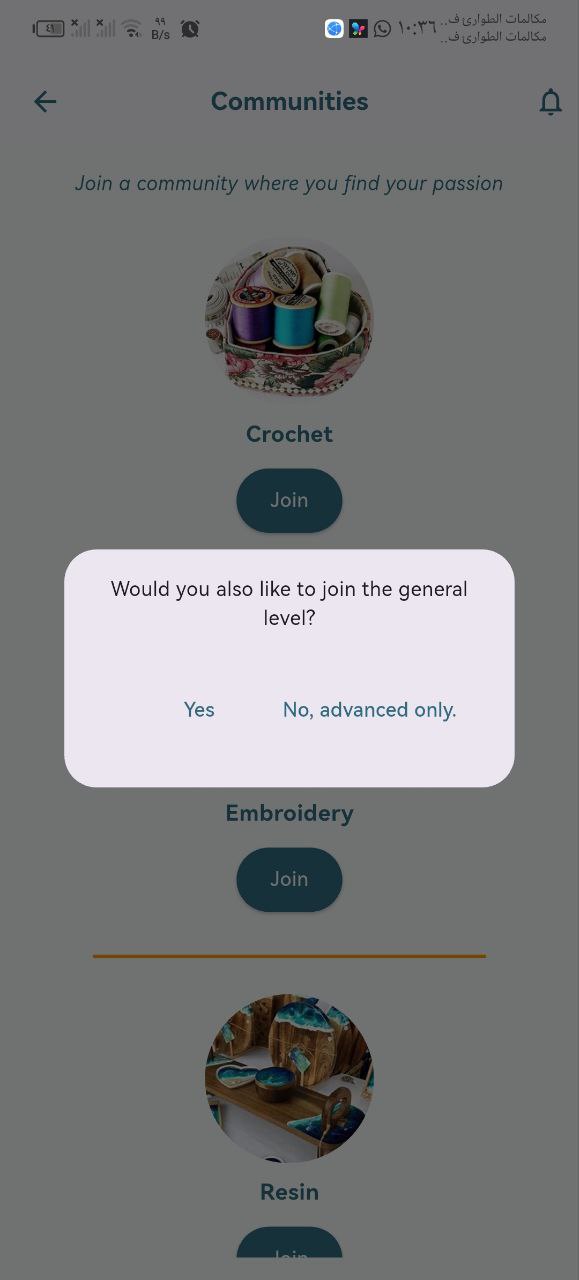 ٤١
٩٩
B/s
١٠:٣٦
مكالمات الطوارئ ف..
مكالمات الطوارئ ف..
Communities
Join a community where you find your passion
Crochet
Join
Would you also like to join the general
level?
Yes
No, advanced only.
Embroidery
Join
Resin
Join